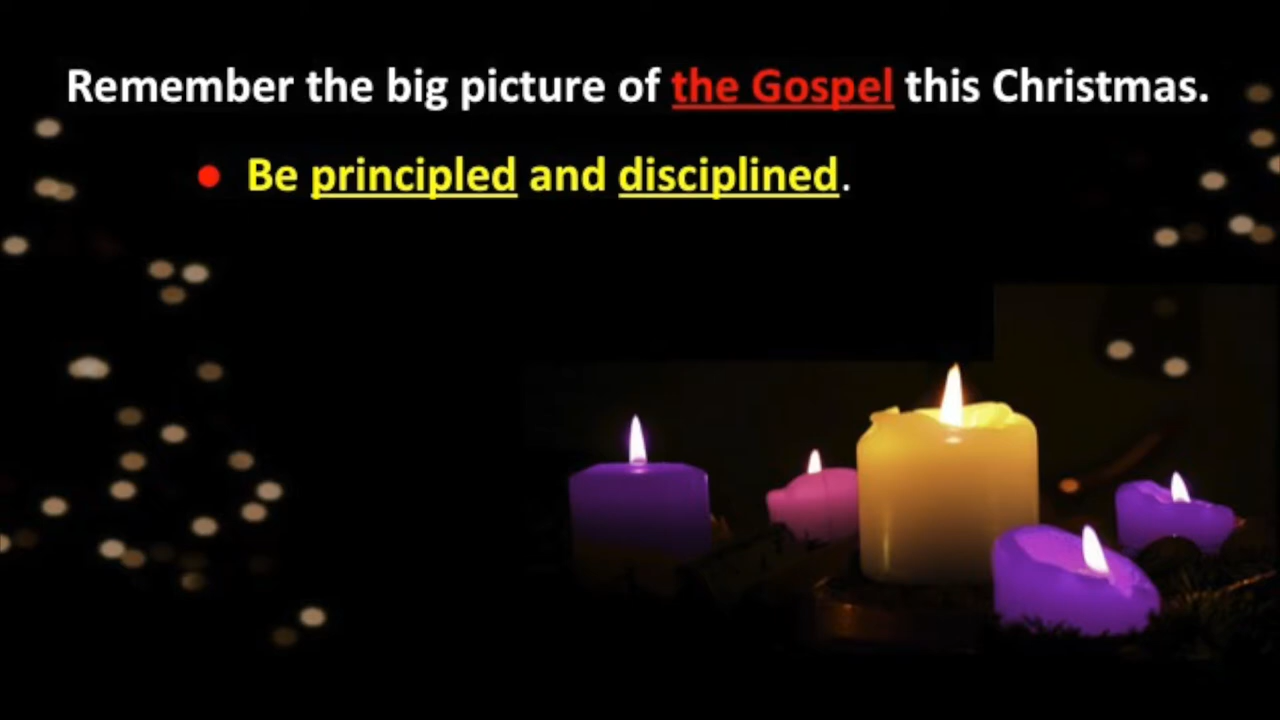 Remember the big picture of the Gospel this Christmas.
• Be principled and disciplined.